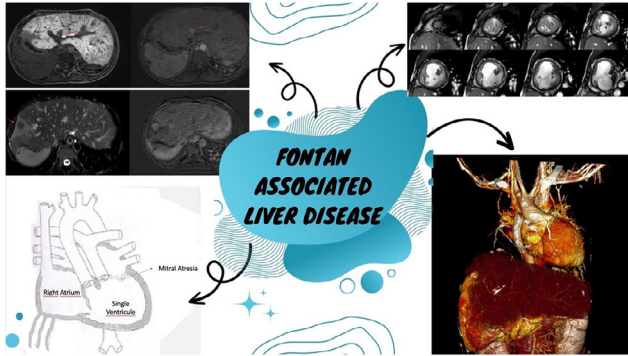 FONTAN
ASSOCIATED
LIVER DISEASE
Mitral Atresia
Right Atrium
Single
Ventricule